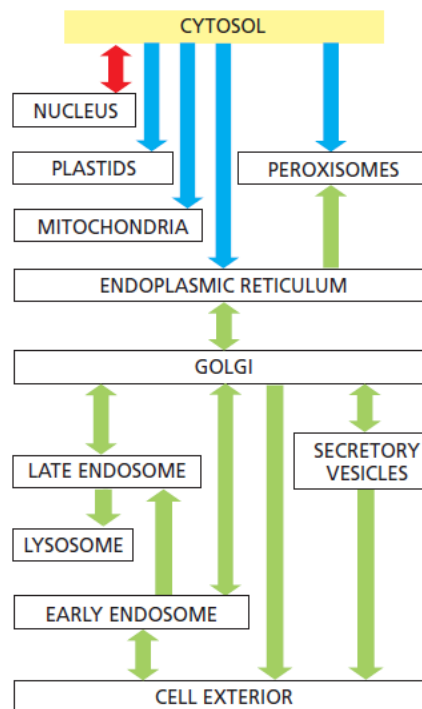 CYTOSOL
NUCLEUS
PLASTIDS
PEROXISOMES
MITOCHONDRIA
ENDOPLASMIC RETICULUM
GOLGI
LATE ENDOSOME
SECRETORY
VESICLES
LYSOSOME
EARLY ENDOSOME
CELL EXTERIOR